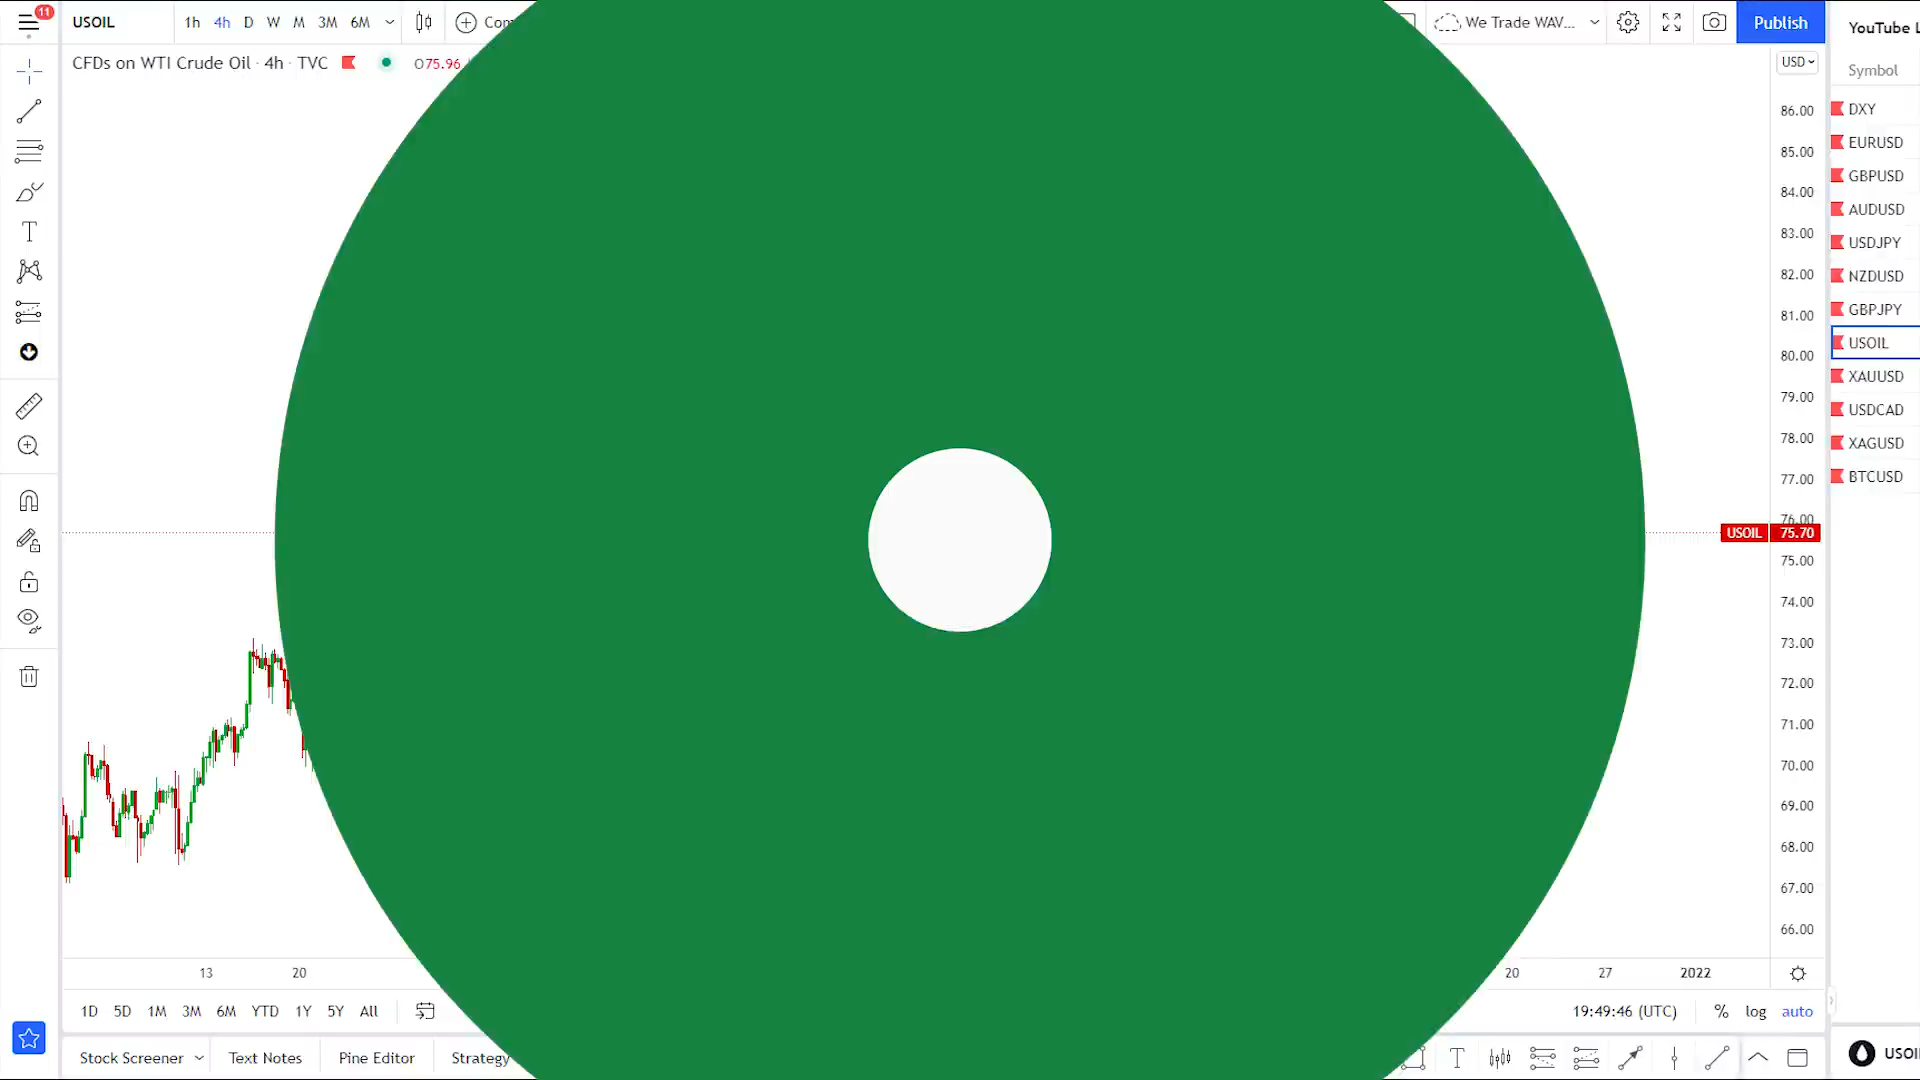 11
USOIL 1h 4h D W M 3M 6M
We Trade WAV... Publish
YouTube
CFDs on WTI Crude Oil · 4h · TVC O75.96
USD
Symbol
86.00
85.00
84.00
83.00
82.00
81.00
80.00
79.00
78.00
77.00
76.00
USOIL 75.70
75.00
74.00
73.00
72.00
71.00
70.00
69.00
68.00
67.00
66.00
DXY
EURUSD
GBPUSD
AUDUSD
USDJPY
NZDUSD
GBPJPY
USOIL
XAUUSD
USDCAD
XAGUSD
BTCUSD
13 20 20 27 2022
1D 5D 1M 3M 6M YTD 1Y 5Y All 19:49:46 (UTC) % log auto
Stock Screener Text Notes Pine Editor Strategy